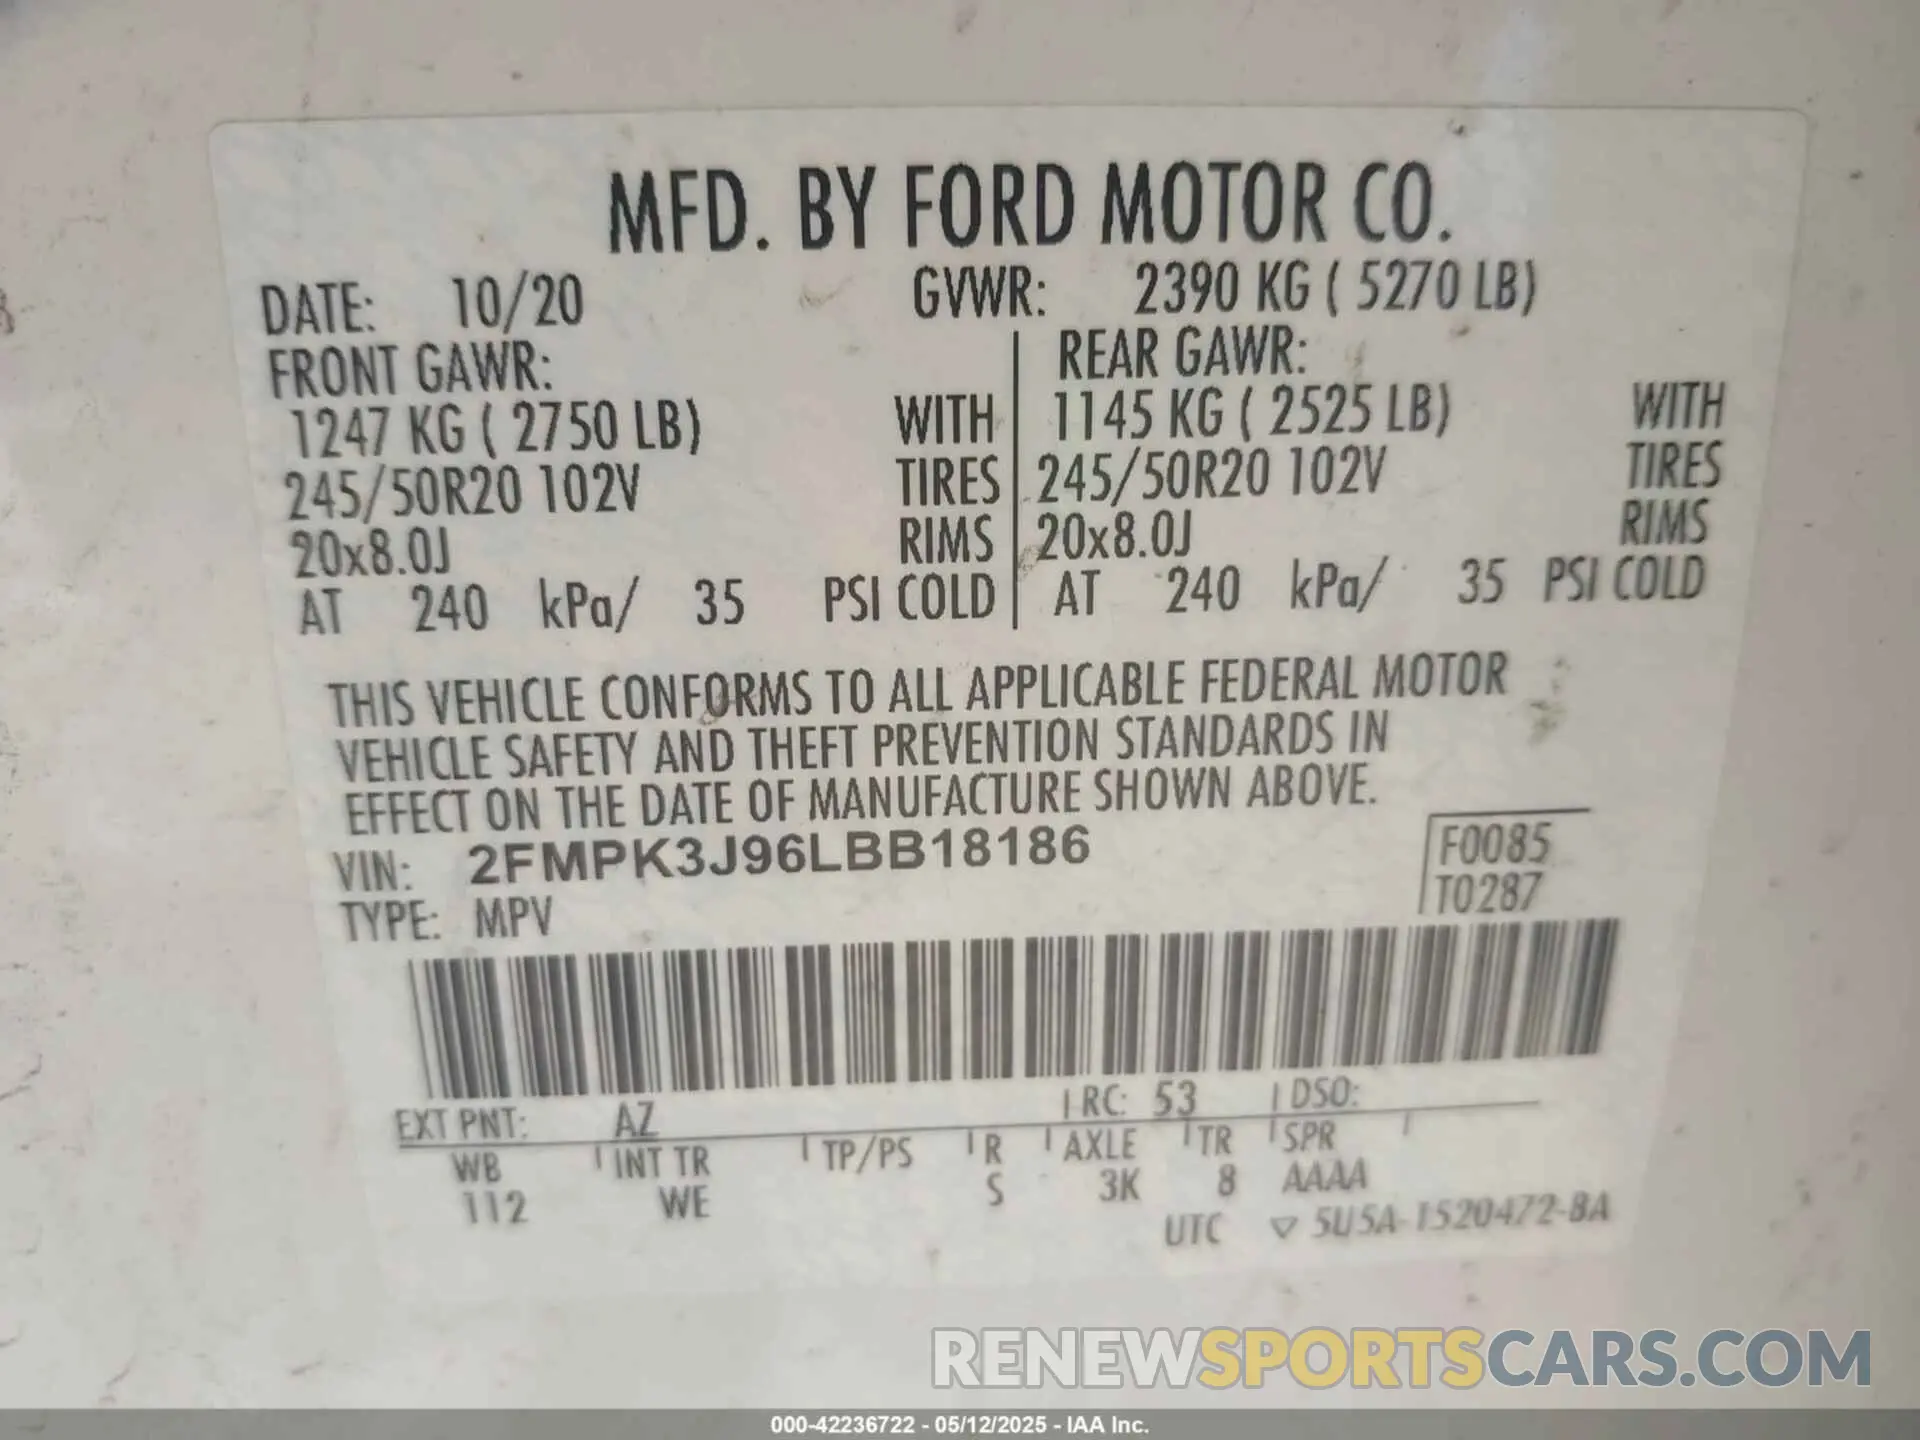 MFD. BY FORD MOTOR CO.
DATE: 10/20 GVWR: 2390 KG ( 5270 LB)
FRONT GAWR: REAR GAWR:
1247 KG ( 2750 LB) WITH 1145 KG ( 2525 LB) WITH
245/50R20 102V TIRES 245/50R20 102V TIRES
20x8.0J RIMS 20x8.0J RIMS
AT 240 kPa/ 35 PSI COLD AT 240 kPa/ 35 PSI COLD
THIS VEHICLE CONFORMS TO ALL APPLICABLE FEDERAL MOTOR
VEHICLE SAFETY AND THEFT PREVENTION STANDARDS IN
EFFECT ON THE DATE OF MANUFACTURE SHOWN ABOVE.
VIN: 2FMPK3J96LBB18186 F0085
TYPE: MPV T0287
EXT PNT: AZ RC: 53 DSO:
WB INT TR TP/PS R AXLE TR SPR
112 WE S 3K 8 AAAA
UTC ▽ 5U5A-1520472-BA
RENEWSPORTSCARS.COM
000-42236722 - 05/12/2025 - IAA Inc.